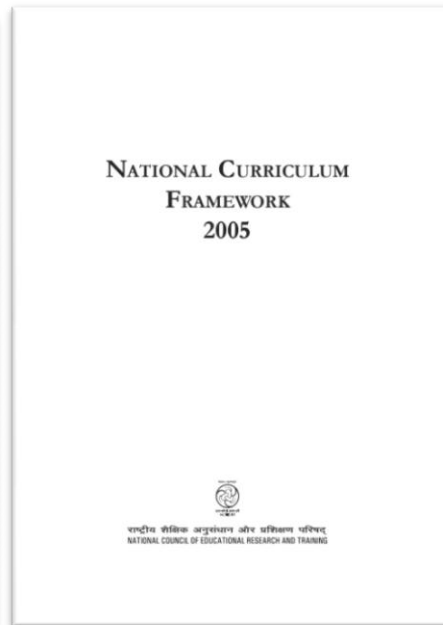 NATIONAL CURRICULUM
FRAMEWORK
2005
राष्ट्रीय शैक्षिक अनुसंधान और प्रशिक्षण परिषद्
NATIONAL COUNCIL OF EDUCATIONAL RESEARCH AND TRAINING